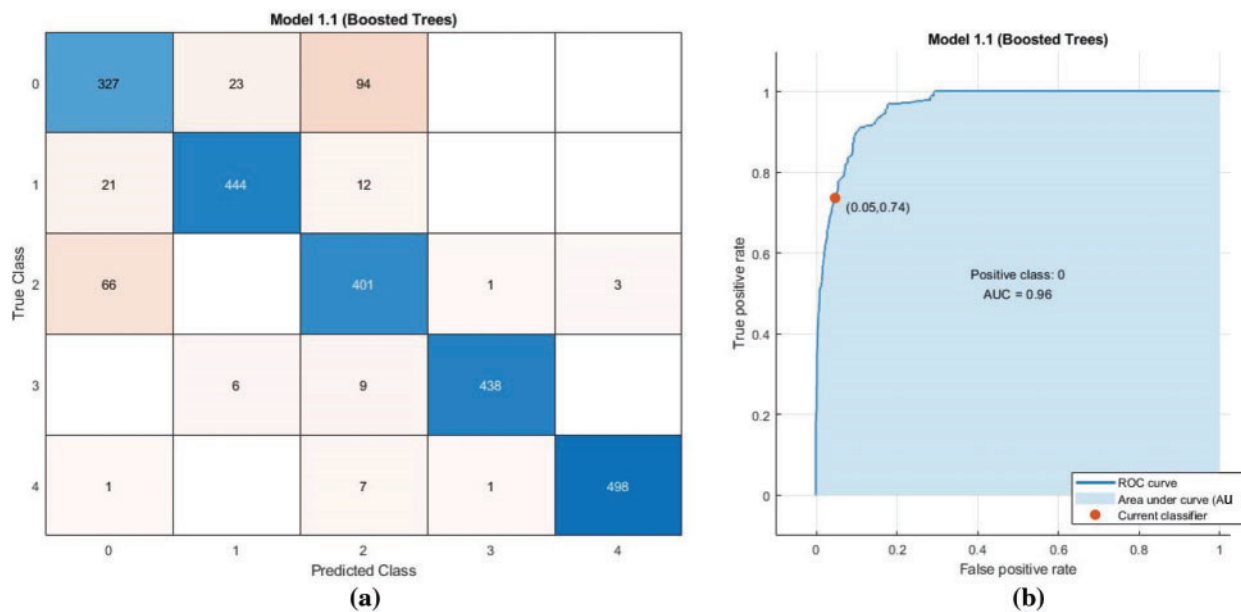 Model 1.1 (Boosted Trees)
True Class
0 327 23 94
1 21 444 12
2 66 401 1 3
3 6 9 438
4 1 7 1 498
0 1 2 3 4
Predicted Class
(a)
Model 1.1 (Boosted Trees)
True positive rate
1
0.8
(0.05,0.74)
0.6
Positive class: 0
AUC = 0.96
0.4
0.2
0
ROC curve
Area under curve (AU
Current classifier
0 0.2 0.4 0.6 0.8 1
False positive rate
(b)